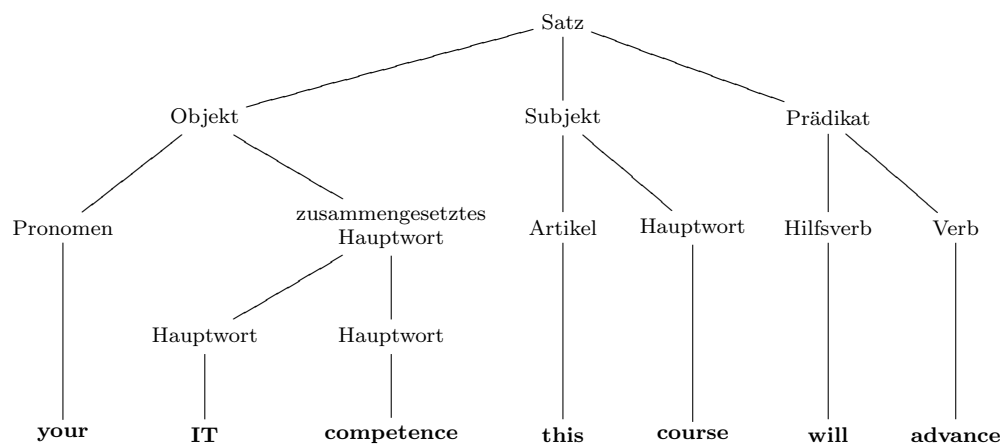 Satz
Objekt Subjekt Prädikat
Pronomen zusammengesetztes Hauptwort Artikel Hauptwort Hilfsverb Verb
Hauptwort Hauptwort
your IT competence this course will advance